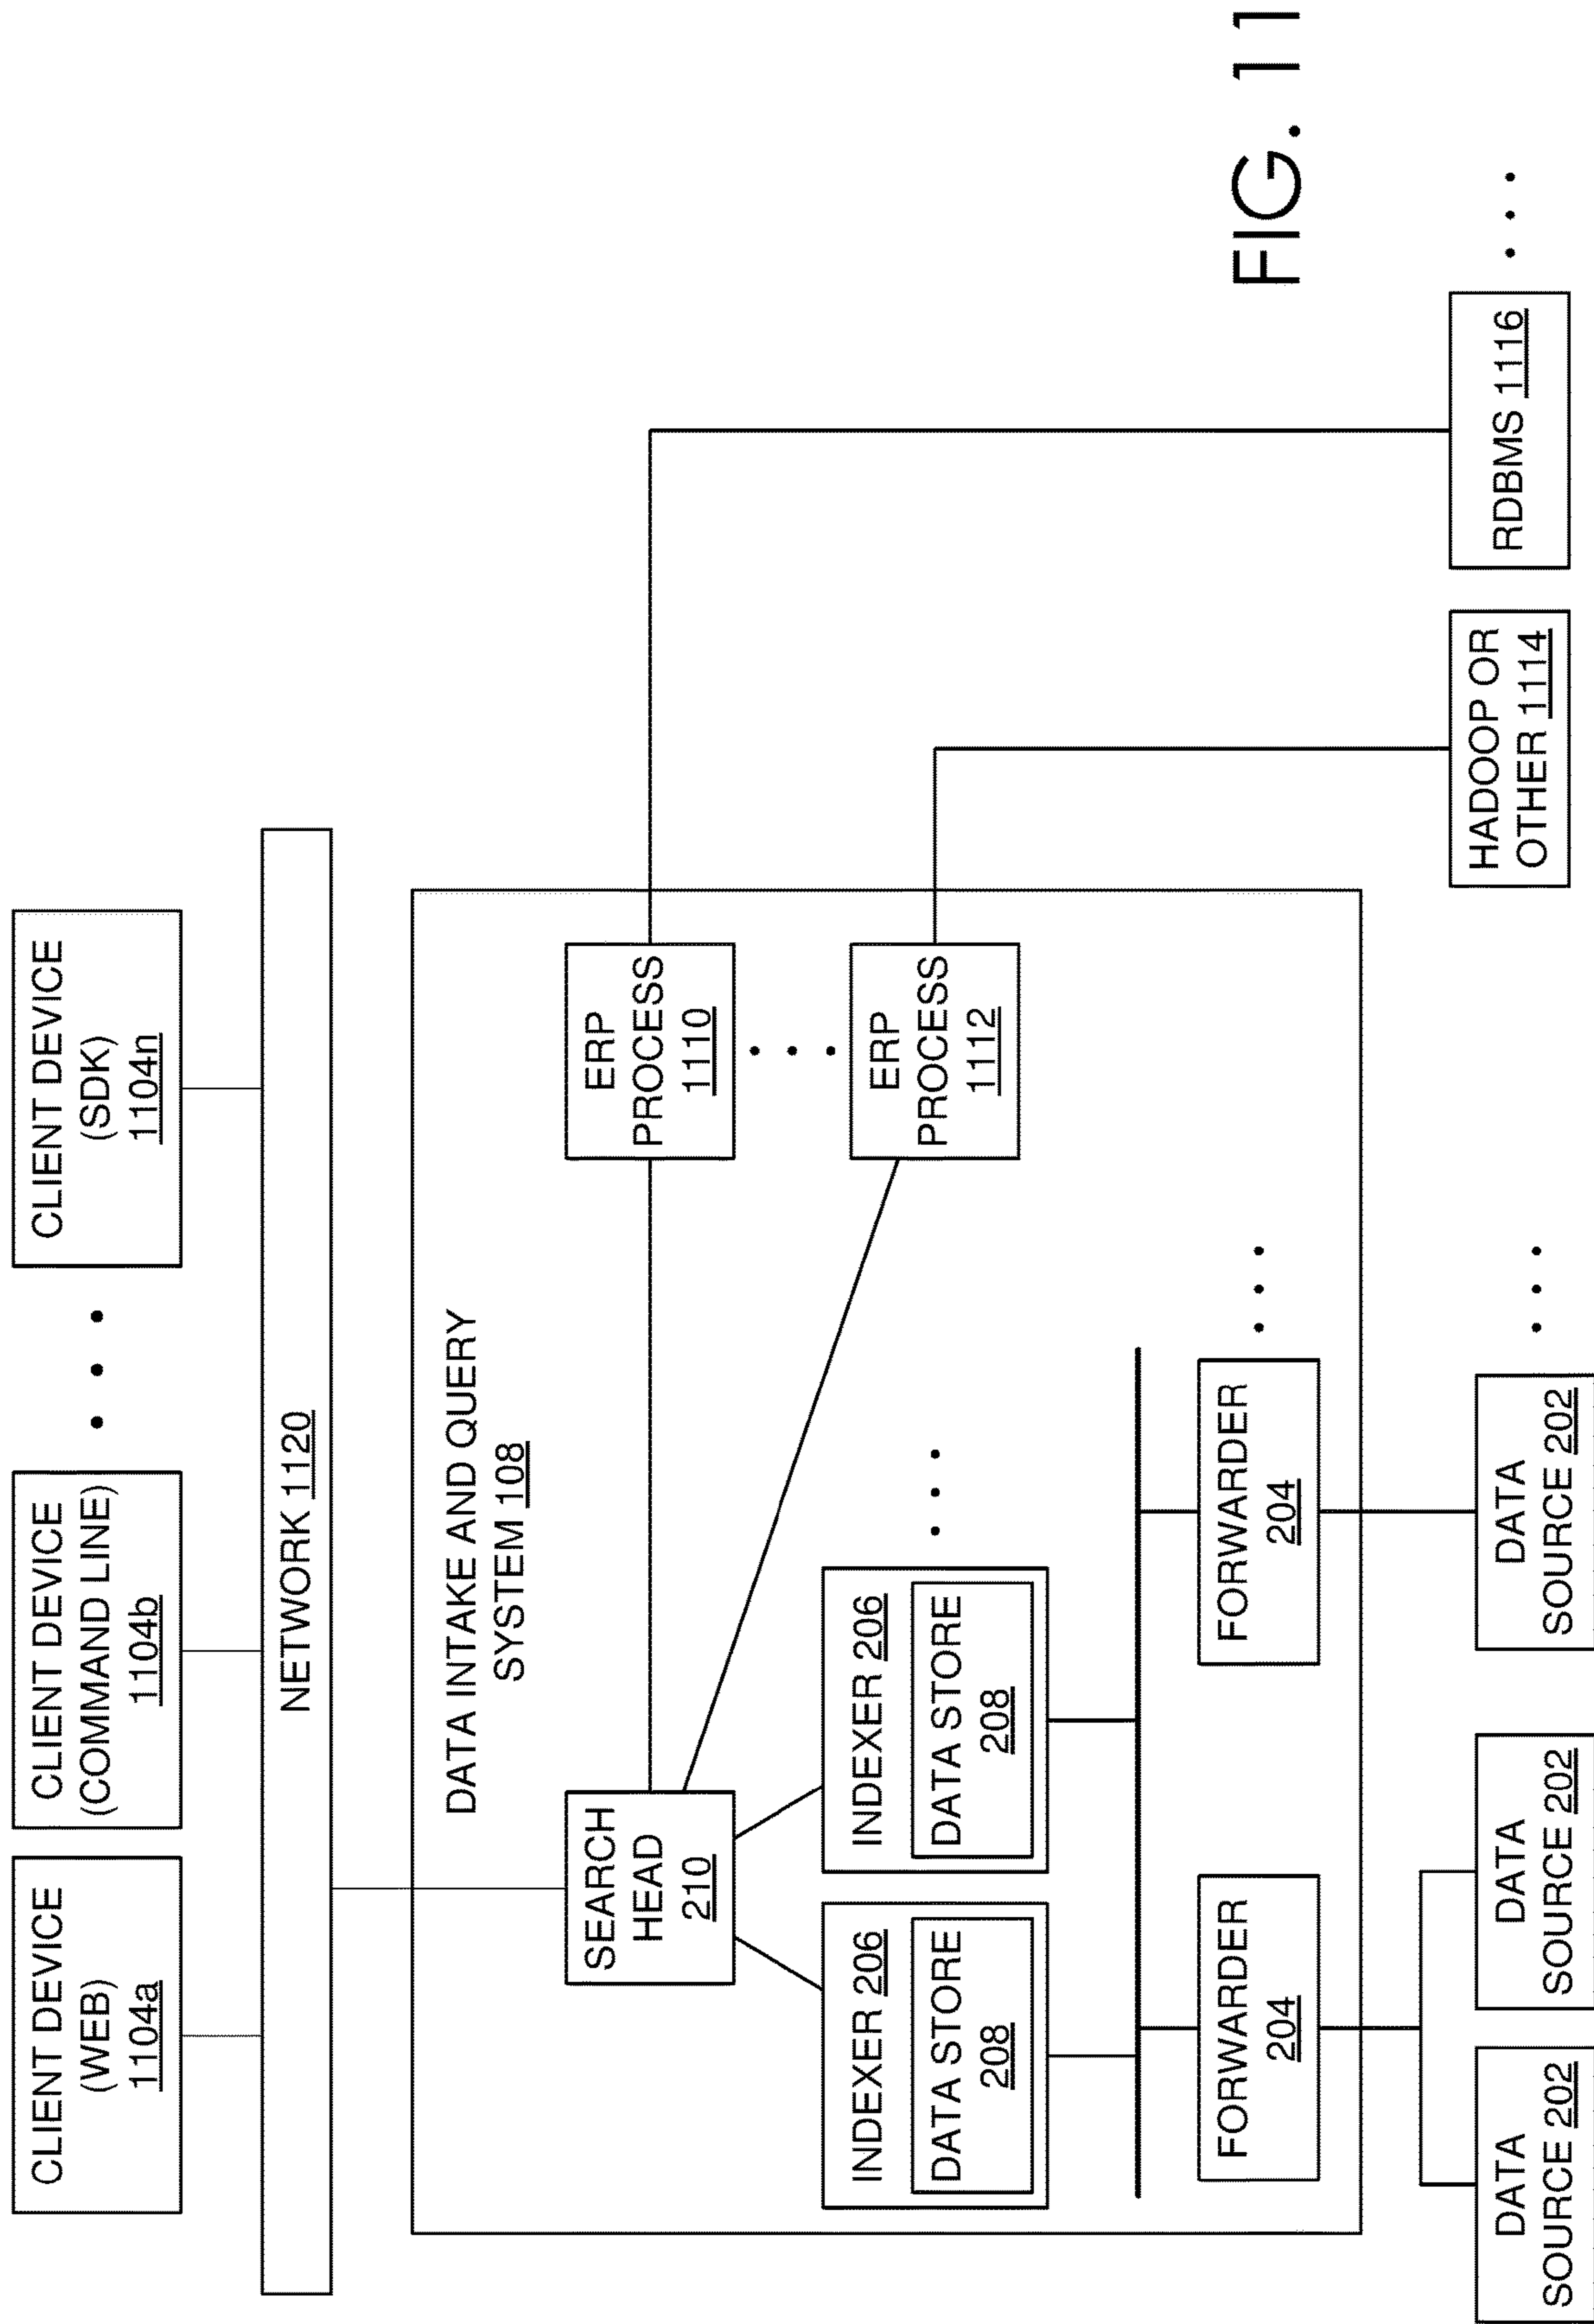 CLIENT DEVICE
(WEB)
1104a
CLIENT DEVICE
(COMMAND LINE)
1104b
CLIENT DEVICE
(SDK)
1104n
NETWORK 1120
DATA INTAKE AND QUERY
SYSTEM 108
SEARCH
HEAD
210
ERP
PROCESS
1110
ERP
PROCESS
1112
INDEXER 206
DATA STORE
208
INDEXER 206
DATA STORE
208
FORWARDER
204
FORWARDER
204
DATA
SOURCE 202
DATA
SOURCE 202
DATA
SOURCE 202
HADOOP OR
OTHER 1114
RDBMS 1116
FIG. 11